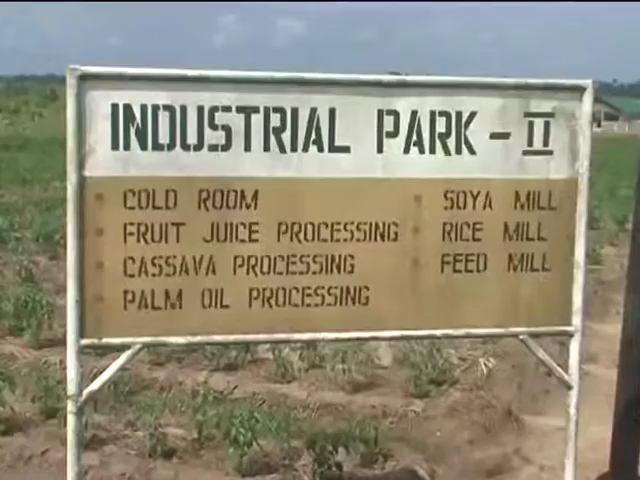 INDUSTRIAL PARK - II
COLD ROOM
FRUIT JUICE PROCESSING
CASSAVA PROCESSING
PALM OIL PROCESSING
SOYA MILL
RICE MILL
FEED MILL